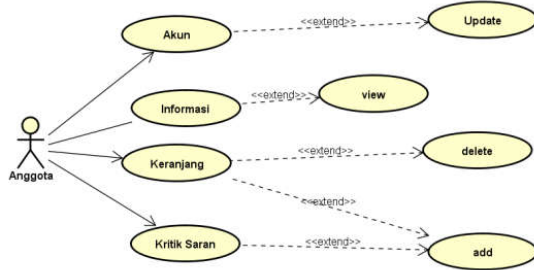 Akun
<<extend>>
Update
Informasi
<<extend>>
view
Anggota
Keranjang
<<extend>>
delete
<<extend>>
Kritik Saran
<<extend>>
add